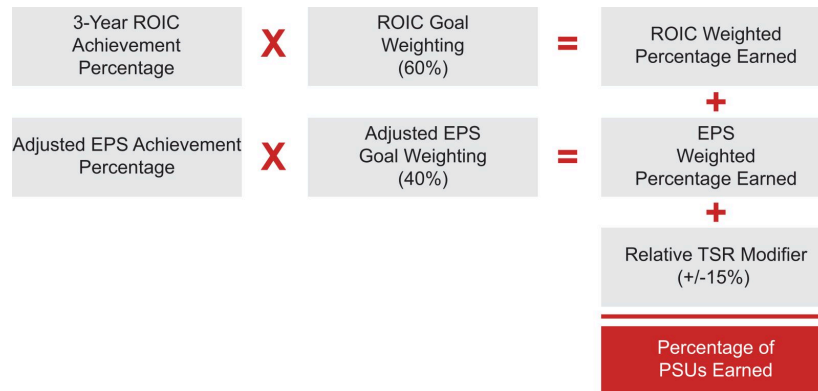 3-Year ROIC
Achievement
Percentage
X
ROIC Goal
Weighting
(60%)
=
ROIC Weighted
Percentage Earned
+
Adjusted EPS Achievement
Percentage
X
Adjusted EPS
Goal Weighting
(40%)
=
EPS
Weighted
Percentage Earned
+
Relative TSR Modifier
(+/-15%)
Percentage of
PSUs Earned